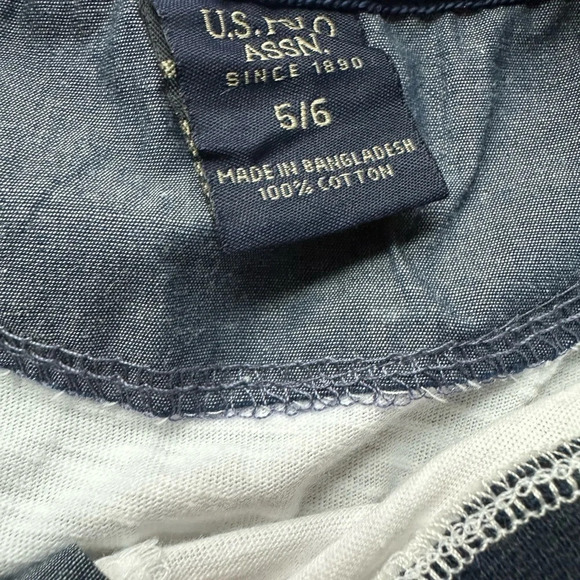 U.S.
ASSN.
SINCE 1890
5/6
MADE IN BANGLADESH
100% COTTON